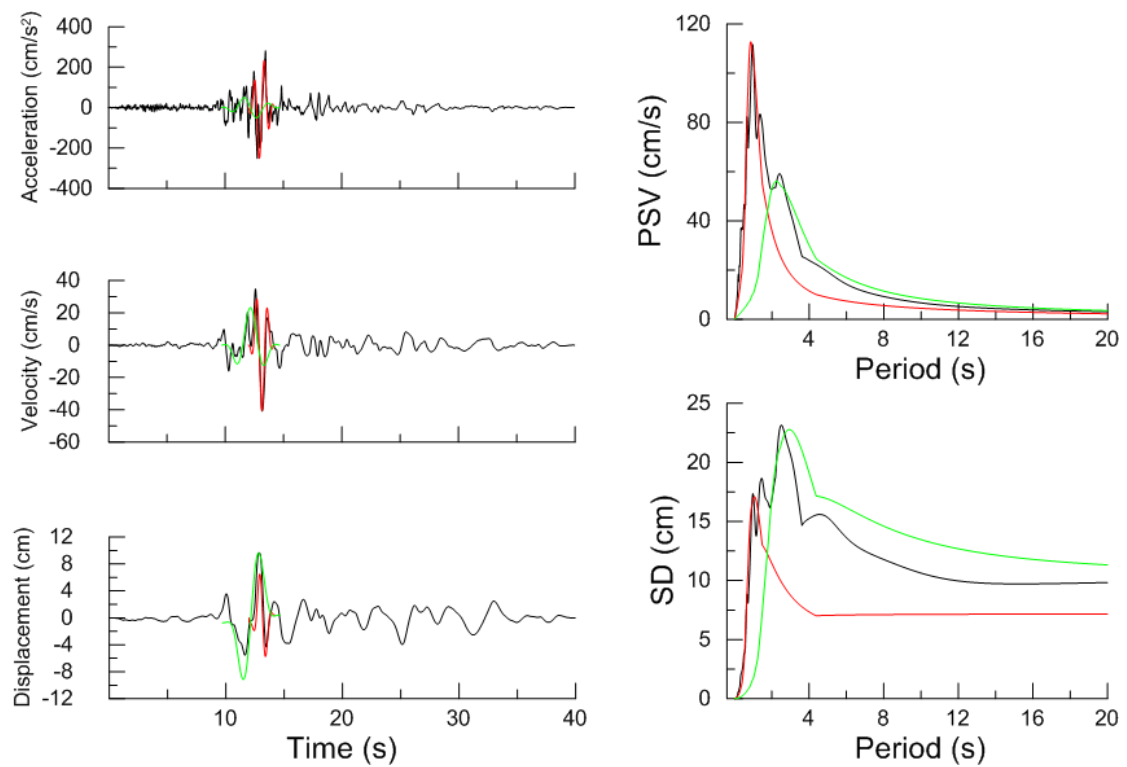 Acceleration (cm/s²)
400
200
0
-200
-400
Velocity (cm/s)
40
20
0
-20
-40
-60
Displacement (cm)
12
8
4
0
-4
-8
-12
10 20 30 40
Time (s)
PSV (cm/s)
120
80
40
0
4 8 12 16 20
Period (s)
SD (cm)
25
20
15
10
5
0
4 8 12 16 20
Period (s)